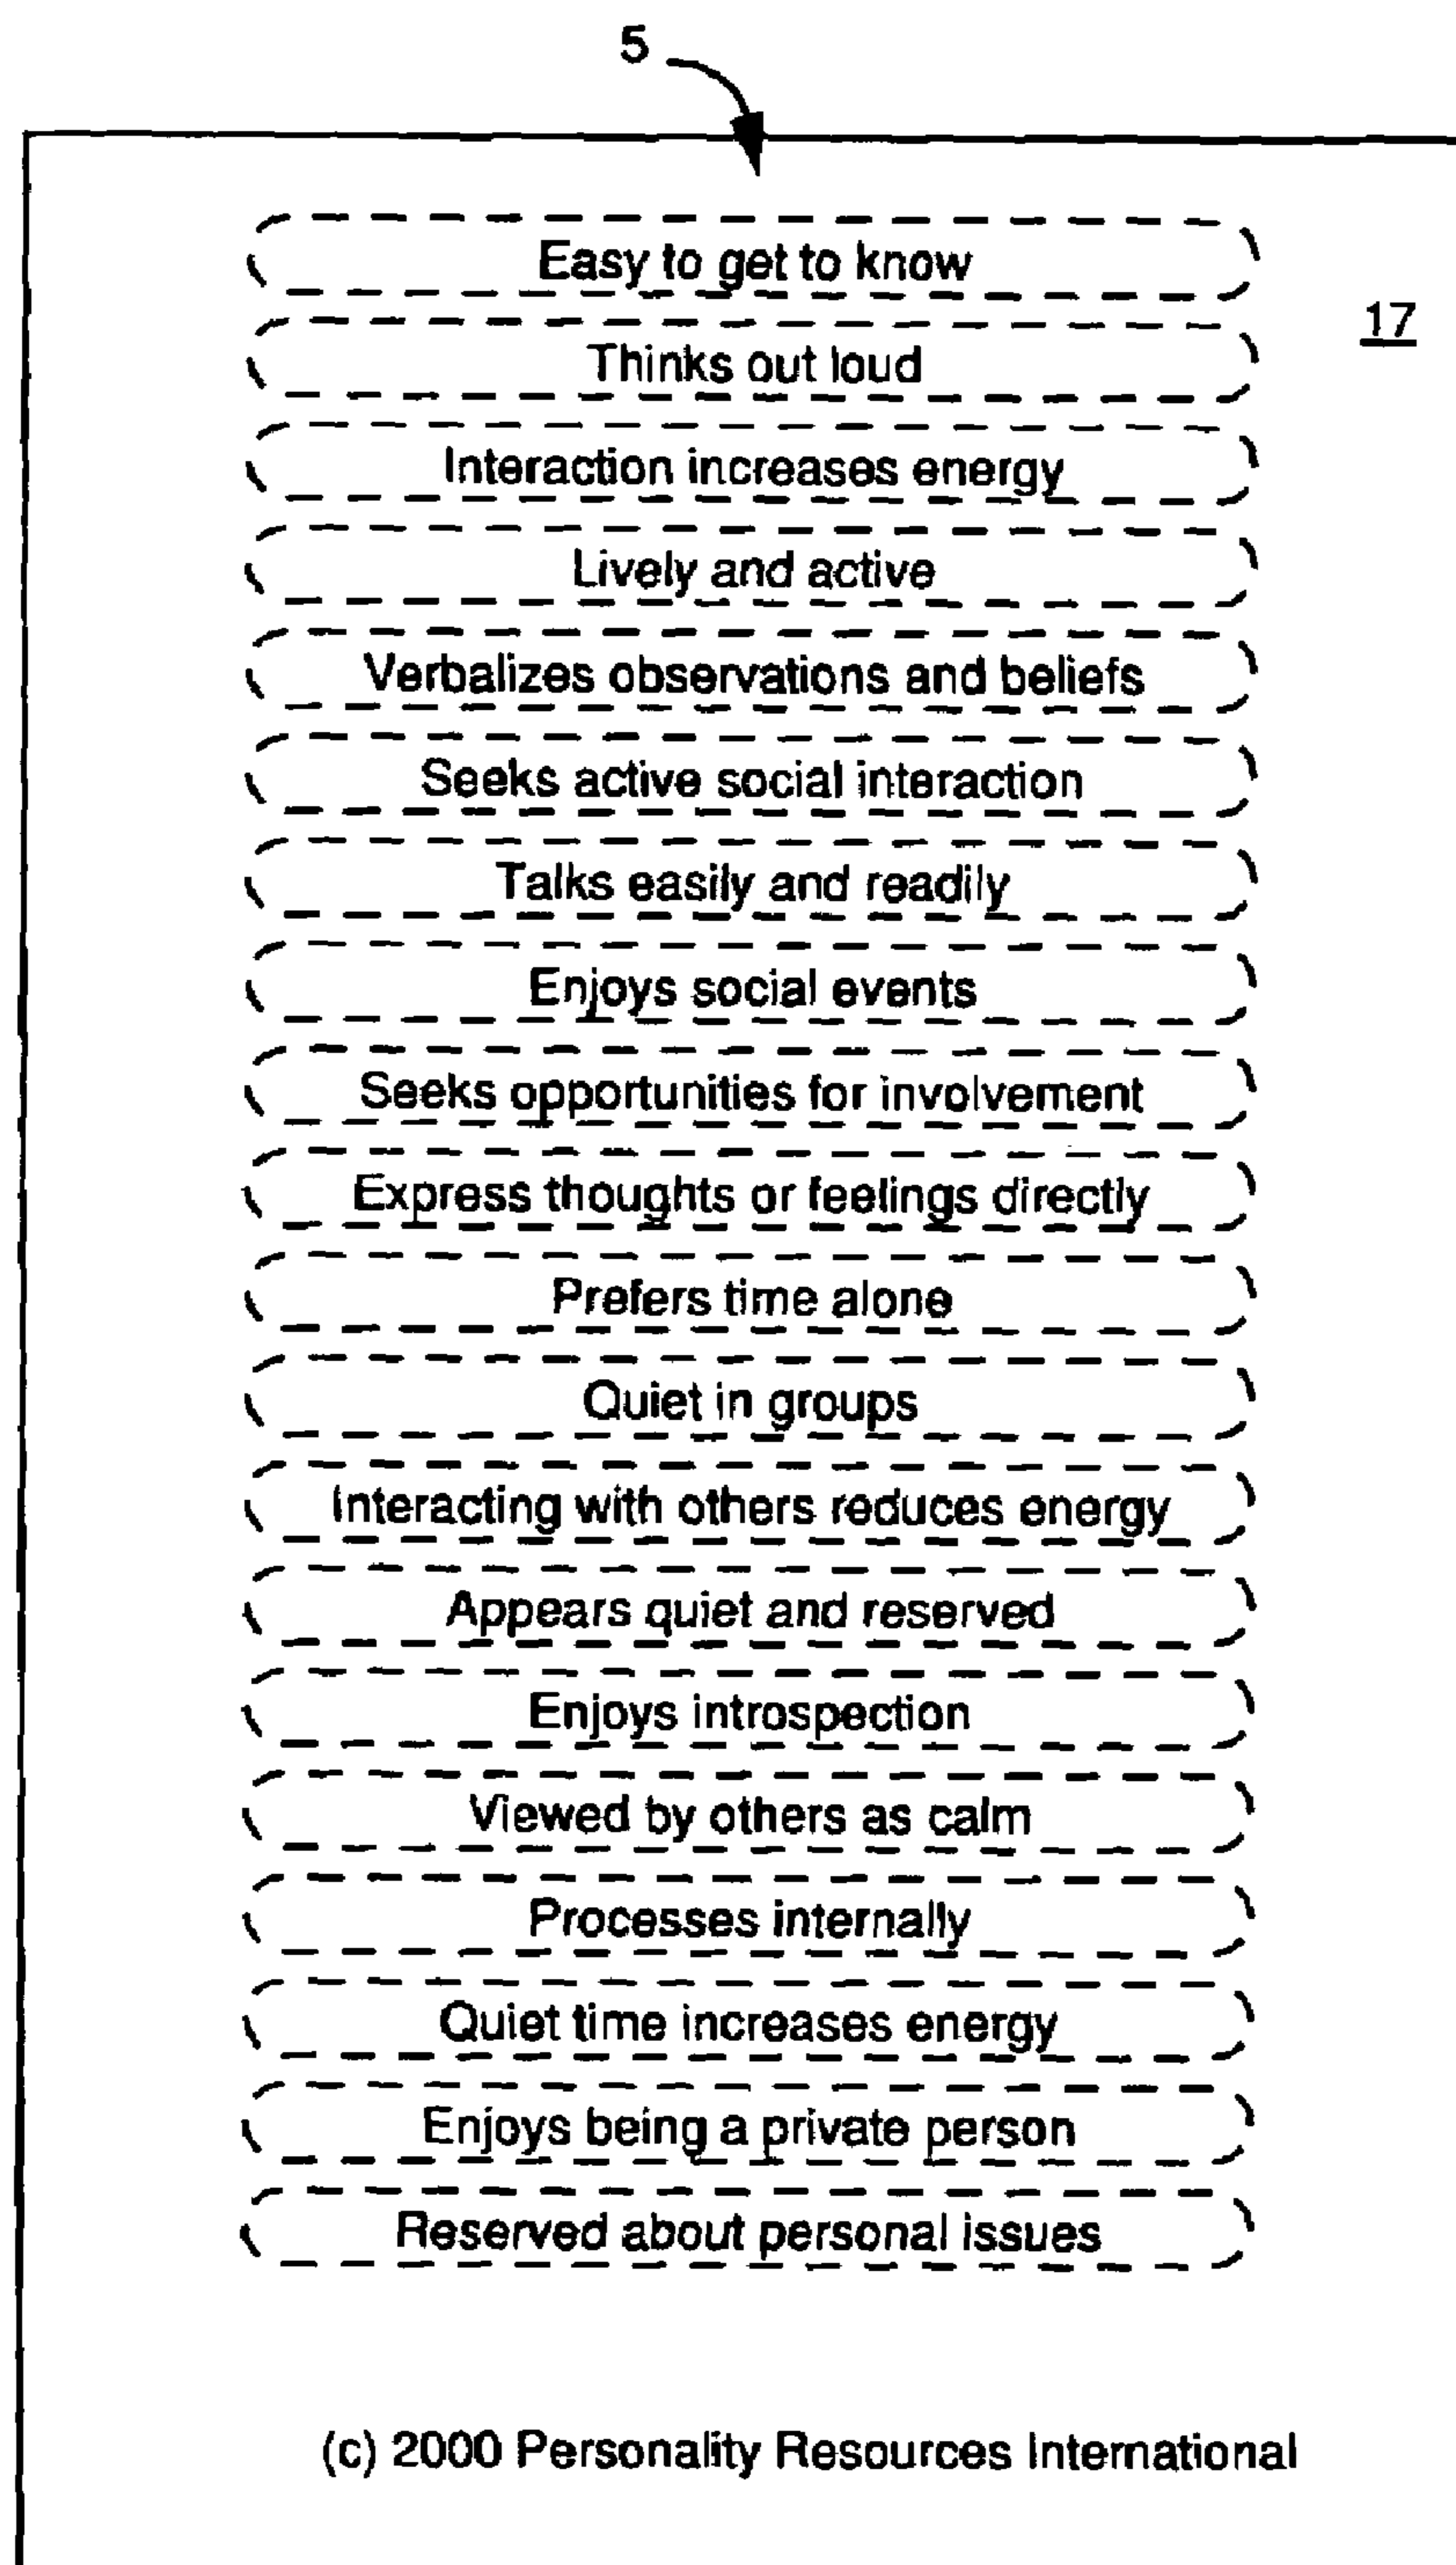 5
Easy to get to know
17
Thinks out loud
Interaction increases energy
Lively and active
Verbalizes observations and beliefs
Seeks active social interaction
Talks easily and readily
Enjoys social events
Seeks opportunities for involvement
Express thoughts or feelings directly
Prefers time alone
Quiet in groups
Interacting with others reduces energy
Appears quiet and reserved
Enjoys introspection
Viewed by others as calm
Processes internally
Quiet time increases energy
Enjoys being a private person
Reserved about personal issues
(c) 2000 Personality Resources International